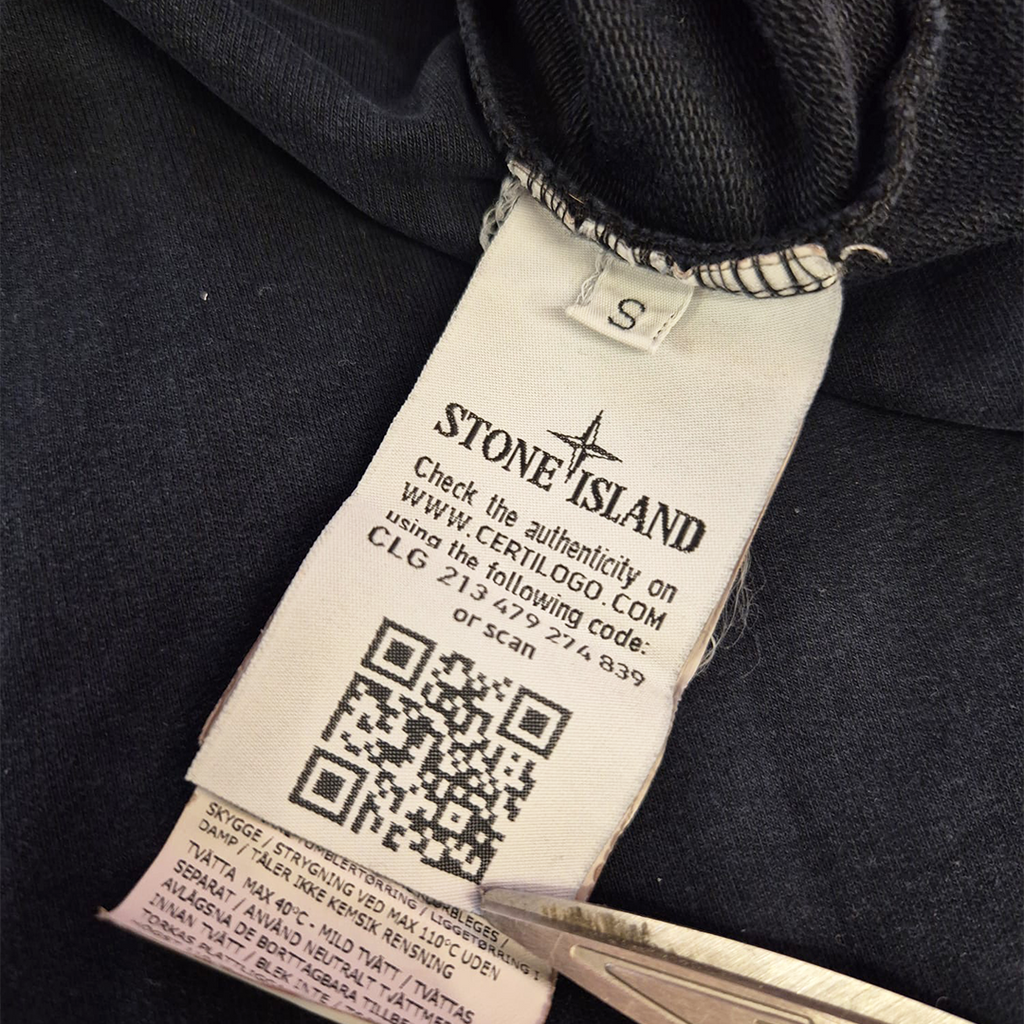 S
STONE ISLAND
Check the authenticity on
WWW.CERTILOGO.COM
using the following code:
CLG 213 479 274 839
or scan
SKYGGE / STRYGNING VED MAX 110°C UDEN
DAMP / TÅLER IKKE KEMISK RENSNING
TVÄTTA MAX 40°C - MILD TVÄTT / TVÄTTAS
SEPARAT / ANVÄND NEUTRALT TVÄTTMEDEL
AVLÄGSNA DE BORTTAGBARA
INNAN TVÄTT / BLEK INTE /